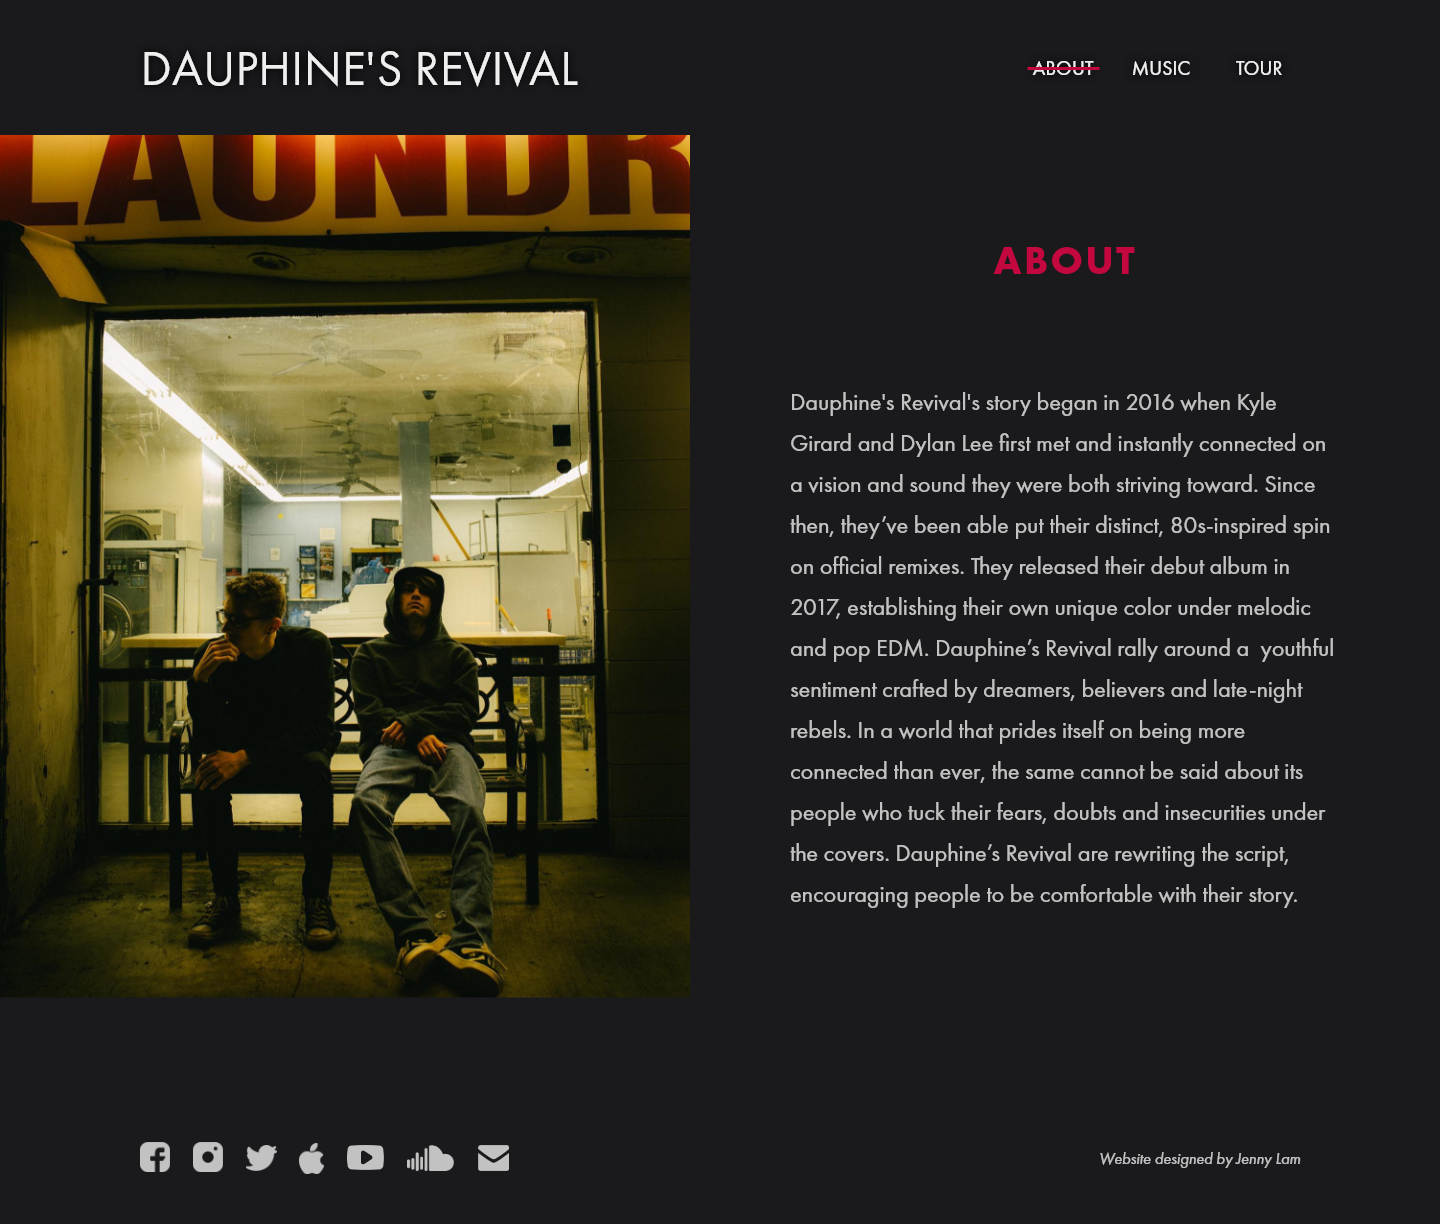 DAUPHINE'S REVIVAL
ABOUT MUSIC TOUR
LAUNDR
ABOUT
Dauphine's Revival's story began in 2016 when Kyle
Girard and Dylan Lee first met and instantly connected on
a vision and sound they were both striving toward. Since
then, they’ve been able put their distinct, 80s-inspired spin
on official remixes. They released their debut album in
2017, establishing their own unique color under melodic
and pop EDM. Dauphine’s Revival rally around a  youthful
sentiment crafted by dreamers, believers and late-night
rebels. In a world that prides itself on being more
connected than ever, the same cannot be said about its
people who tuck their fears, doubts and insecurities under
the covers. Dauphine’s Revival are rewriting the script,
encouraging people to be comfortable with their story.
Website designed by Jenny Lam